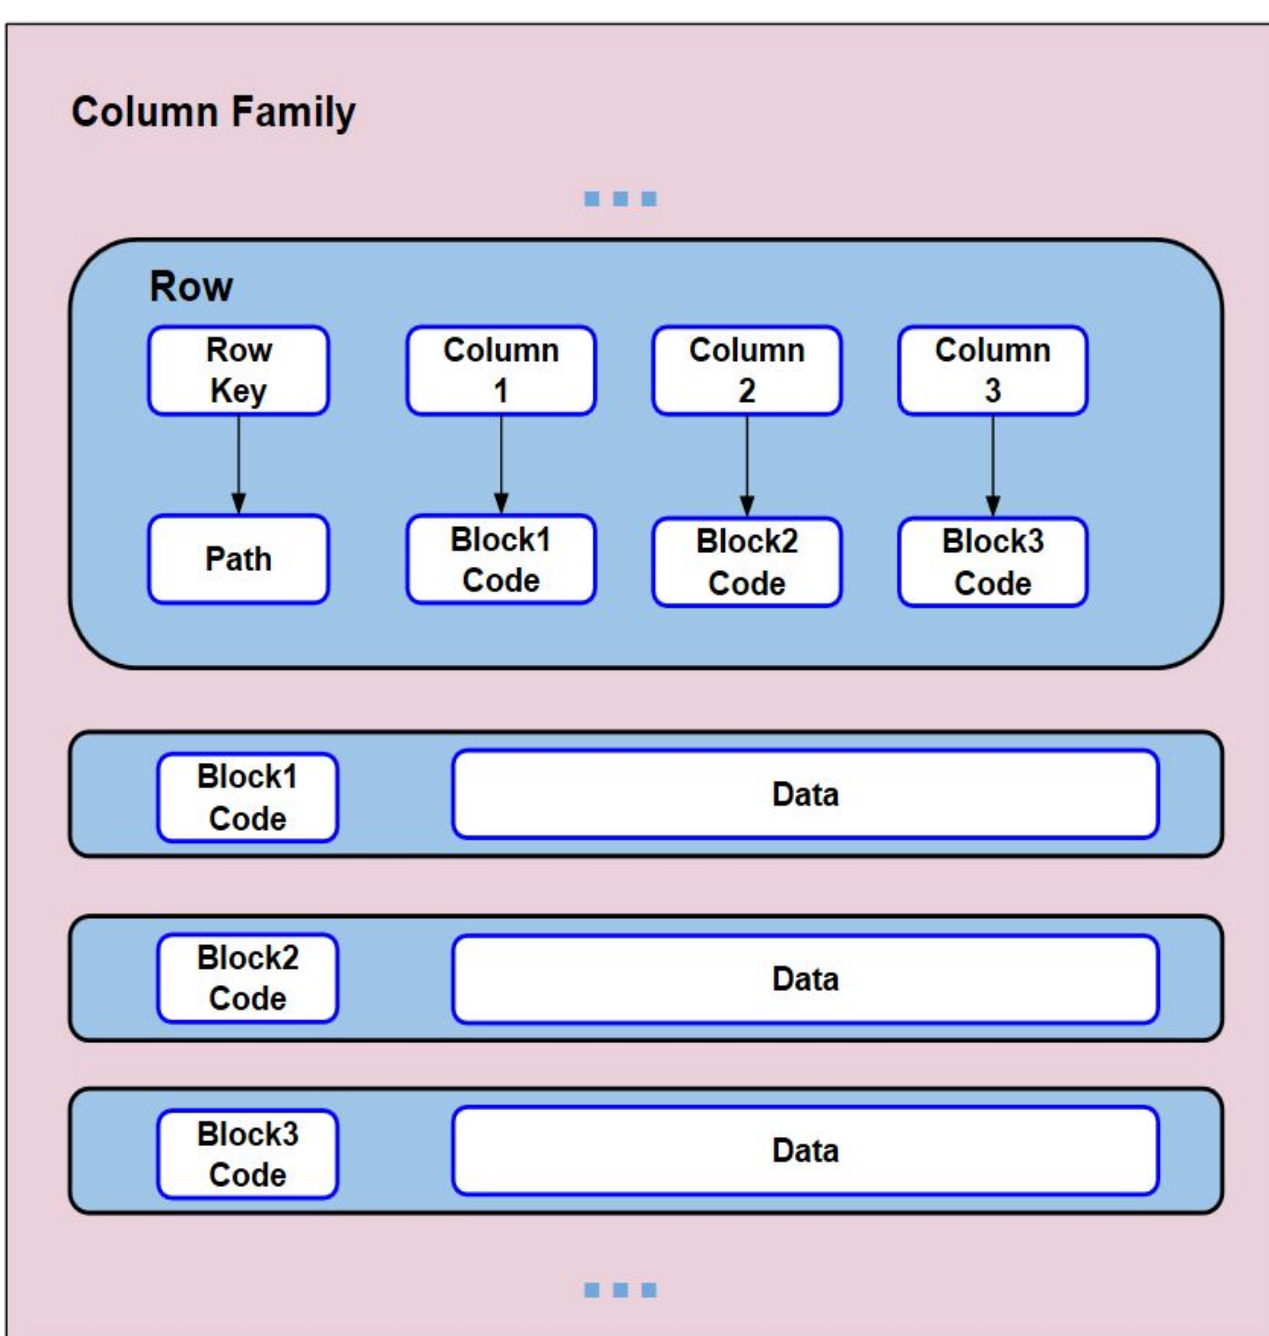 Column Family
Row
Row Column Column Column
Key 1 2 3
Path Block1 Block2 Block3
Code Code Code
Block1
Code
Data
Block2
Code
Data
Block3
Code
Data